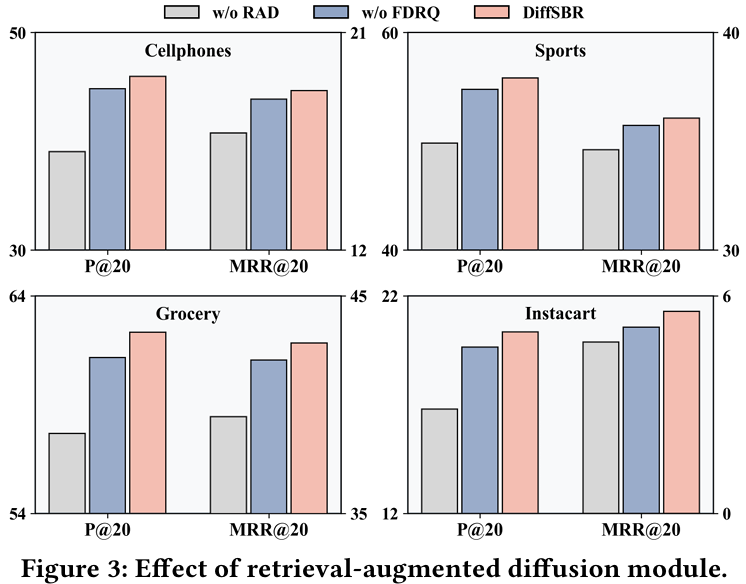 w/o RAD w/o FDRQ DiffSBR
50 Cellphones 21
30 12
P@20 MRR@20
60 Sports 40
40 30
P@20 MRR@20
64 Grocery 45
54 35
P@20 MRR@20
22 Instacart 6
12 0
P@20 MRR@20
Figure 3: Effect of retrieval-augmented diffusion module.